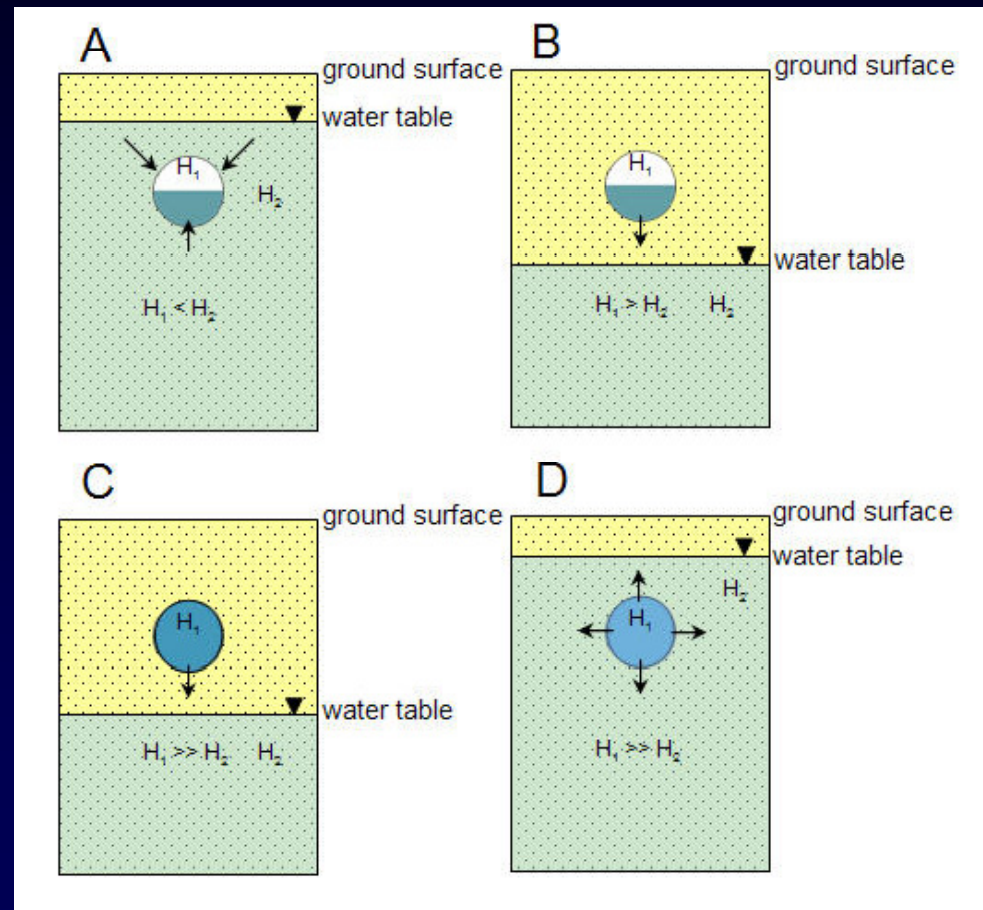 A
ground surface
water table
H₁
H₂
H₁ < H₂
B
ground surface
H₁
water table
H₁ > H₂ H₂
C
ground surface
H₁
water table
H₁ >> H₂ H₂
D
ground surface
water table
H₂
H₁
H₁ >> H₂